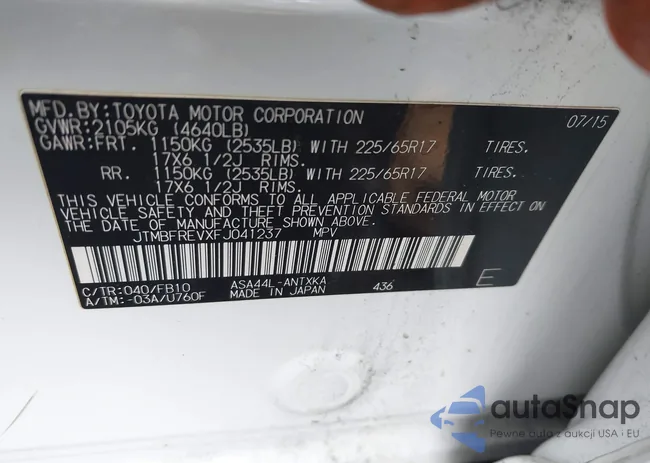 MFD.BY:TOYOTA MOTOR CORPORATION 07/15
GVWR:2105KG (4640LB)
GAWR:FRT. 1150KG (2535LB) WITH 225/65R17 TIRES.
17X6 1/2J RIMS.
RR. 1150KG (2535LB) WITH 225/65R17 TIRES.
17X6 1/2J RIMS.
THIS VEHICLE CONFORMS TO ALL APPLICABLE FEDERAL MOTOR
VEHICLE SAFETY AND THEFT PREVENTION STANDARDS IN EFFECT ON
THE DATE OF MANUFACTURE SHOWN ABOVE.
JTMBFREVXFJ041237 MPV
C/TR:040/FB10 ASA44L-ANTXKA 436 E
A/TM:-03A/U760F MADE IN JAPAN
autoSnap
Pewne auto z aukcji USA i EU